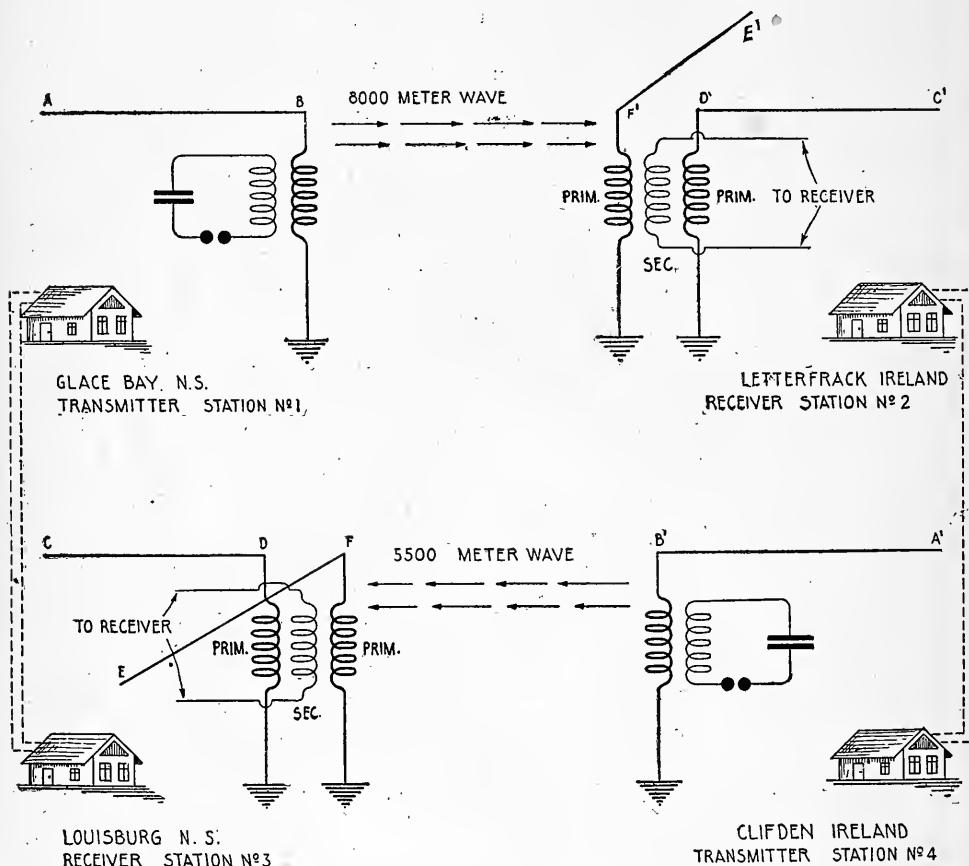 E'
A
B
8000 METER WAVE
F'
D'
C'
PRIM.
PRIM.
TO RECEIVER
SEC.
GLACE BAY. N.S.
TRANSMITTER STATION Nº1
LETTERFRACK IRELAND
RECEIVER STATION Nº2
C
D
F
5500 METER WAVE
B'
A'
TO RECEIVER
PRIM.
PRIM.
E
SEC.
LOUISBURG N. S.
RECEIVER STATION Nº3
CLIFDEN IRELAND
TRANSMITTER STATION Nº4